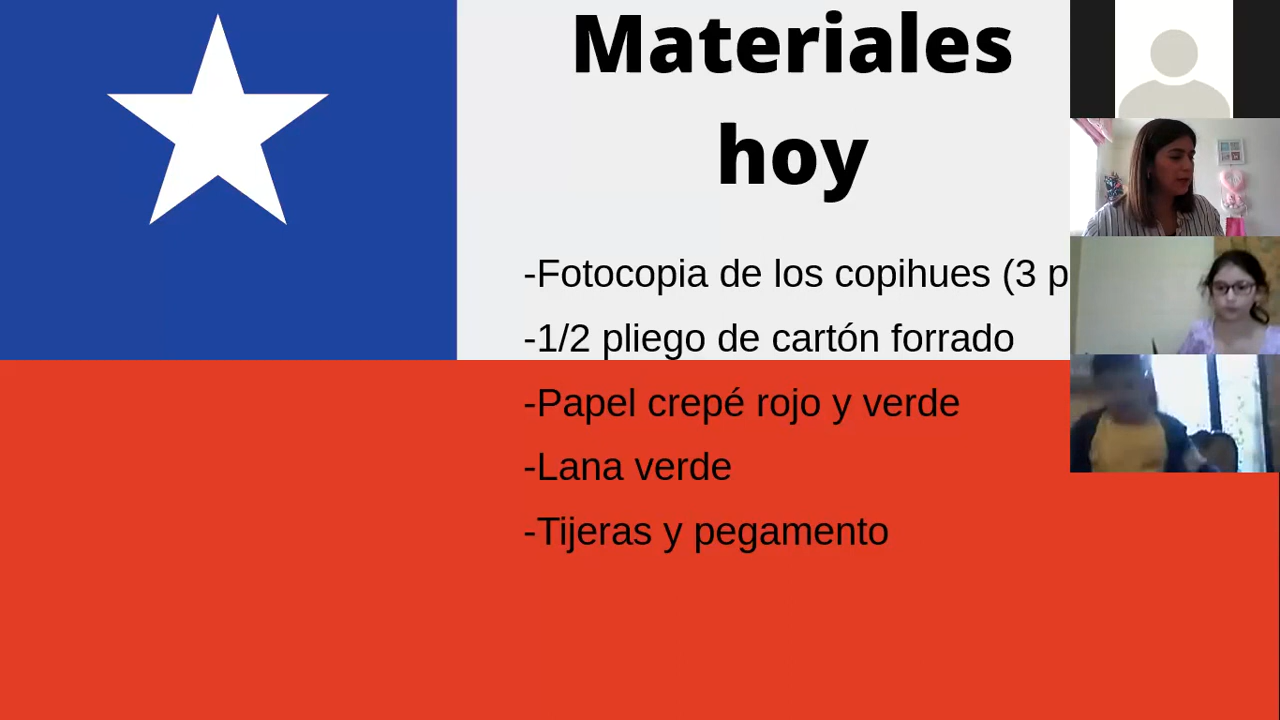 Materiales
hoy
-Fotocopia de los copihues (3 p
-1/2 pliego de cartón forrado
-Papel crepé rojo y verde
-Lana verde
-Tijeras y pegamento